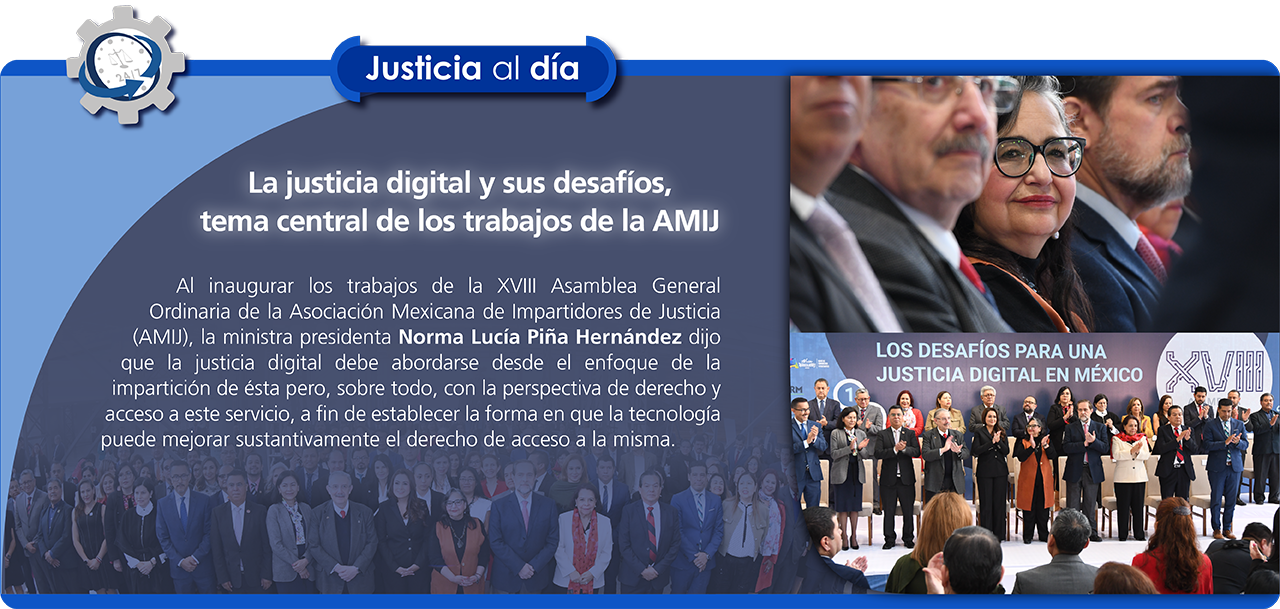 24/7
Justicia al día
La justicia digital y sus desafíos,
tema central de los trabajos de la AMIJ
Al inaugurar los trabajos de la XVIII Asamblea General
Ordinaria de la Asociación Mexicana de Impartidores de Justicia
(AMIJ), la ministra presidenta Norma Lucía Piña Hernández dijo
que la justicia digital debe abordarse desde el enfoque de la
impartición de ésta pero, sobre todo, con la perspectiva de derecho y
acceso a este servicio, a fin de establecer la forma en que la tecnología
puede mejorar sustantivamente el derecho de acceso a la misma.
LOS DESAFÍOS PARA UNA
JUSTICIA DIGITAL EN MÉXICO
XVIII
1